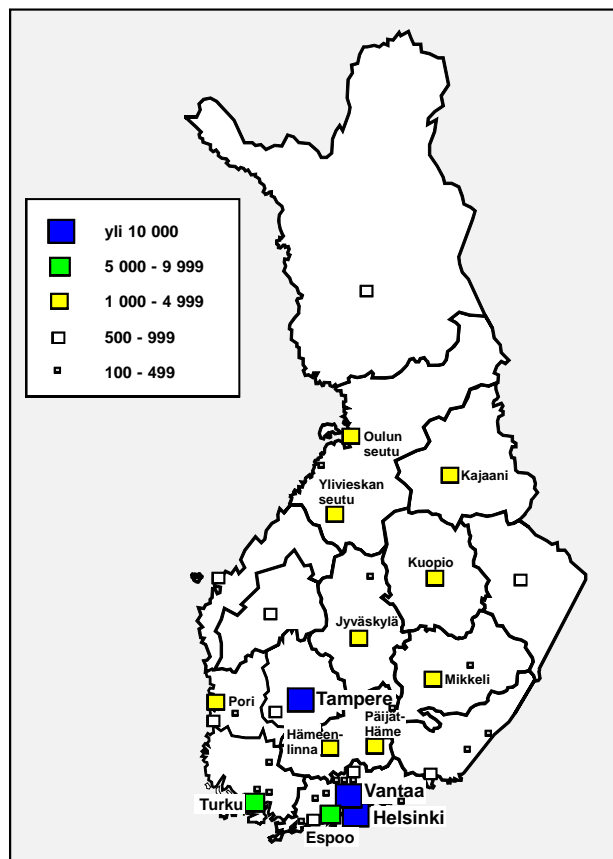 yli 10 000
5 000 - 9 999
1 000 - 4 999
500 - 999
100 - 499
Oulun
seutu
Ylivieskan
seutu
Kajaani
Kuopio
Jyväskylä
Mikkeli
Pori
Tampere
Päijät-
Häme
Hämeen-
linna
Vantaa
Turku
Helsinki
Espoo